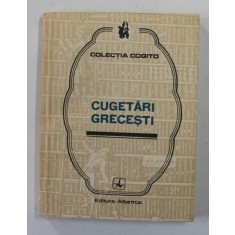 COLECȚIA COGITO
CUGETĂRI
GRECEȘTI
Editura Albatros